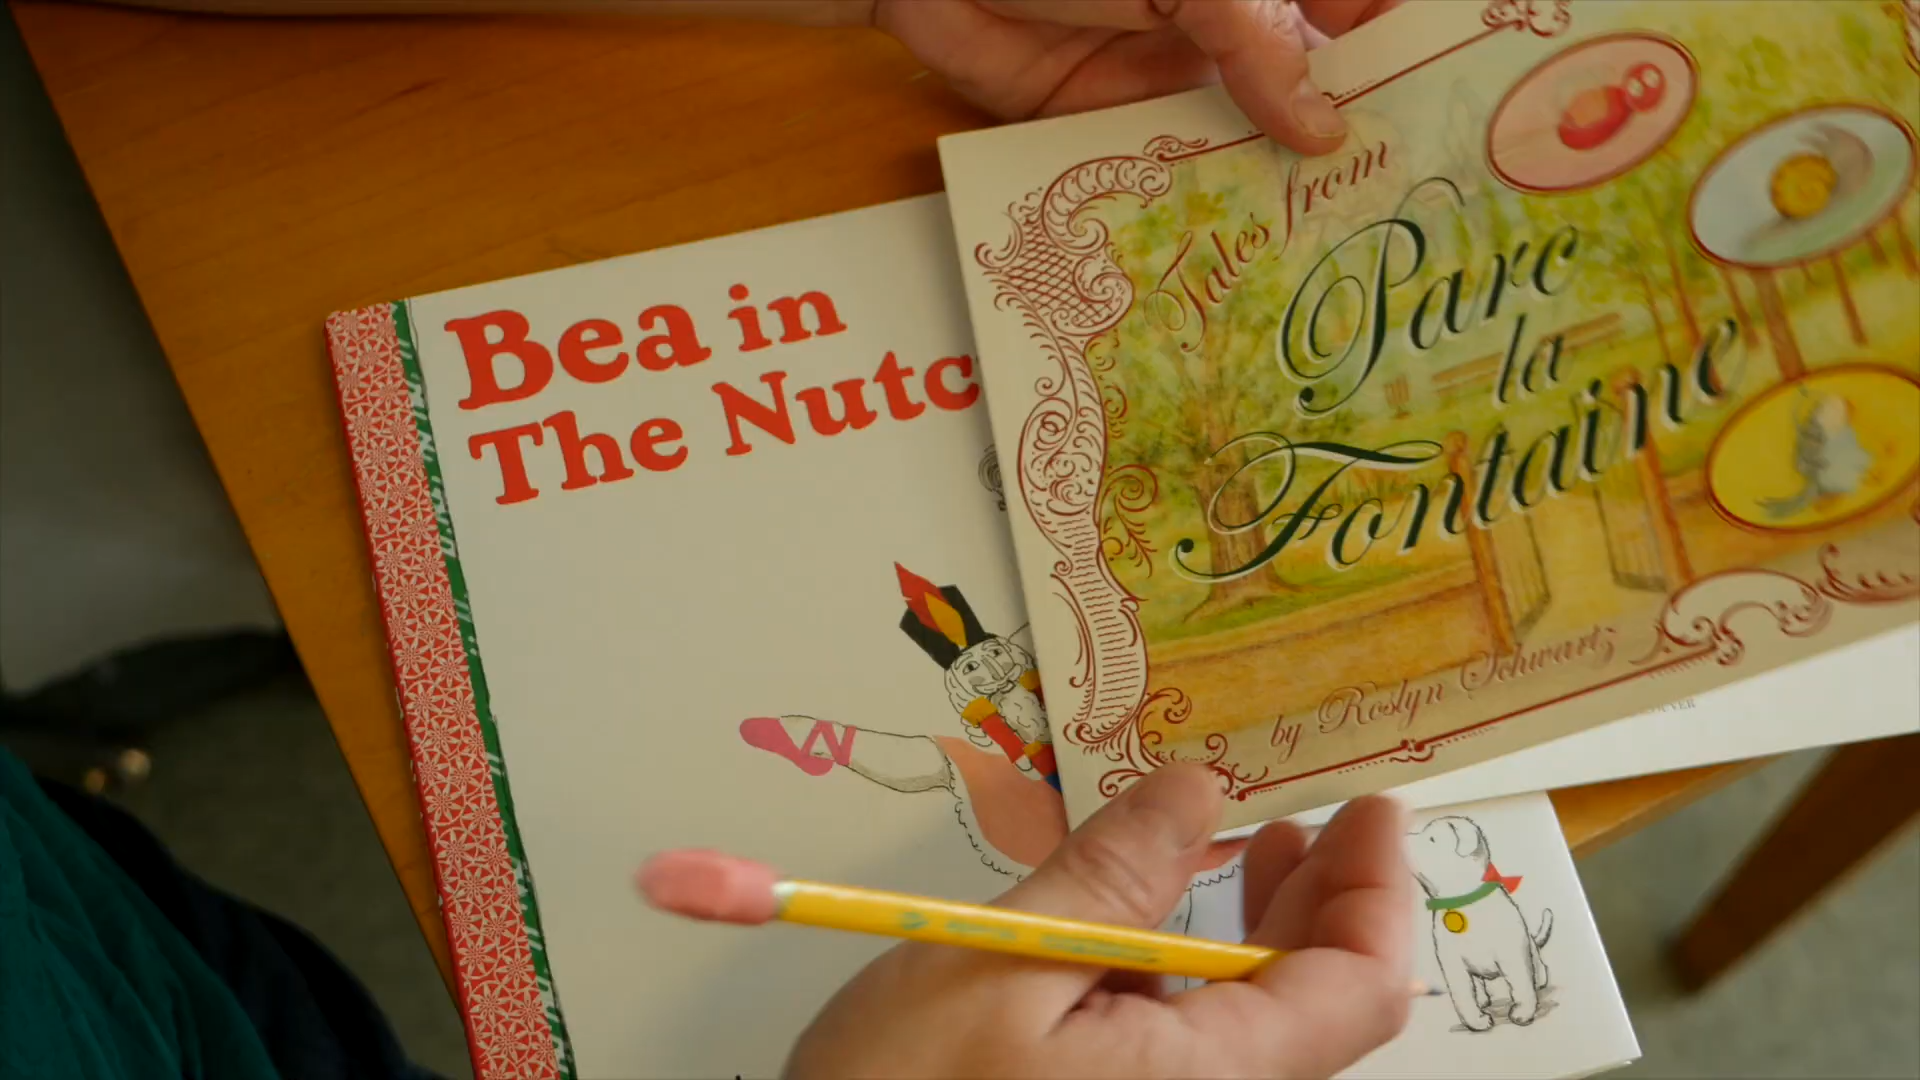 Bea in
The Nutc
Tales from
Parc
la
Fontaine
by Roslyn Schwartz